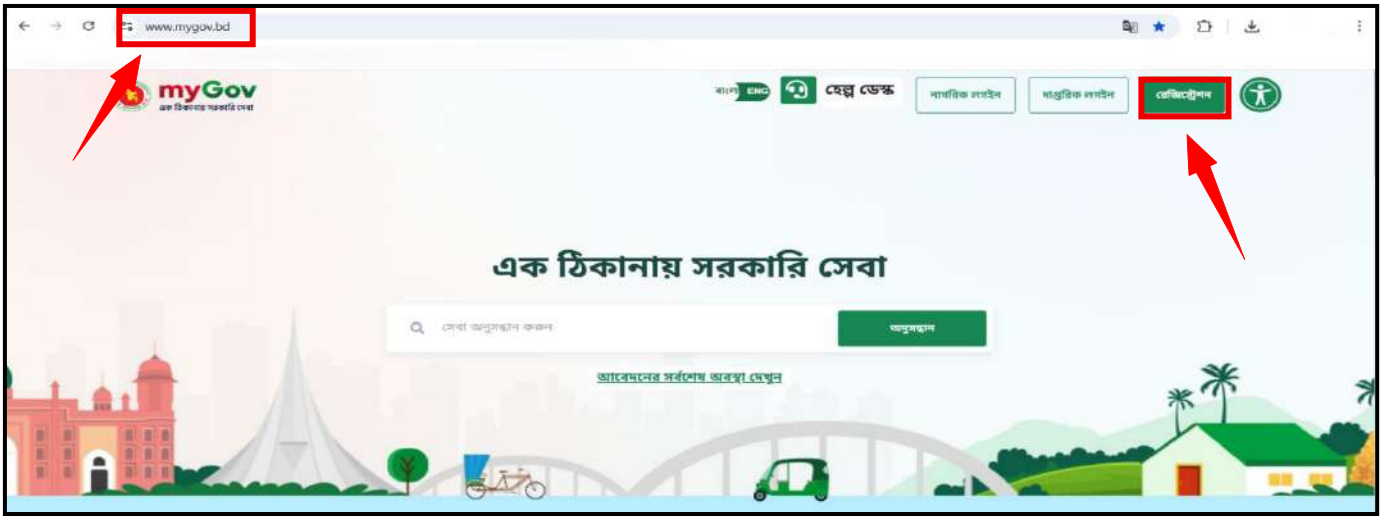 www.mygov.bd
myGov
এক ঠিকানায় সরকারি সেবা
বাংলা ENG
হেল্প ডেস্ক
নাগরিক লগইন
দাপ্তরিক লগইন
রেজিস্ট্রেশন
এক ঠিকানায় সরকারি সেবা
সেবা অনুসন্ধান করুন
অনুসন্ধান
আবেদনের সর্বশেষ অবস্থা দেখুন